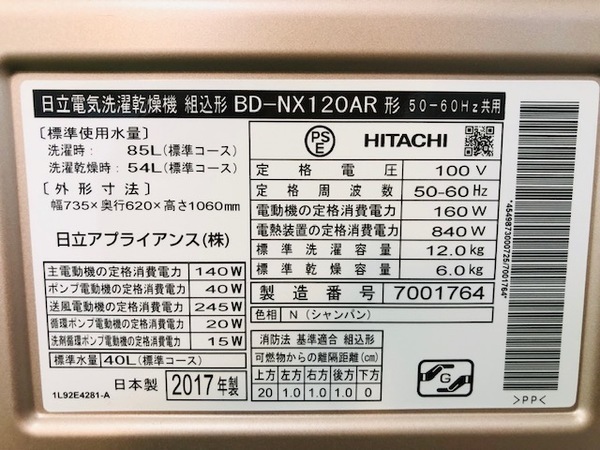 日立電気洗濯乾燥機 組込形 BD-NX120AR 形 50-60Hz共用
〔標準使用水量〕
洗濯時： 85L(標準コース)
洗濯乾燥時： 54L(標準コース)
〔外形寸法〕
幅735×奥行620×高さ1060mm
日立アプライアンス(株)
主電動機の定格消費電力 140W
ポンプ電動機の定格消費電力 40W
送風電動機の定格消費電力 245W
循環ポンプ電動機の定格消費電力 20W
洗剤循環ポンプの定格消費電力 15W
標準水量 40L(標準コース)
日本製 2017年製
1L92E4281-A
PSE HITACHI
定格電圧 100V
定格周波数 50-60Hz
電動機の定格消費電力 160W
電熱装置の定格消費電力 840W
標準洗濯容量 12.0kg
標準乾燥容量 6.0kg
製造番号 7001764
色相 N（シャンパン）
消防法 基準適合 組込形
可燃物からの離隔距離(cm)
上方 左方 右方 前方 後方 下方
20 1.0 1.0 1.0 1.0 0
G
*4549873000725/7001764*
>PP<